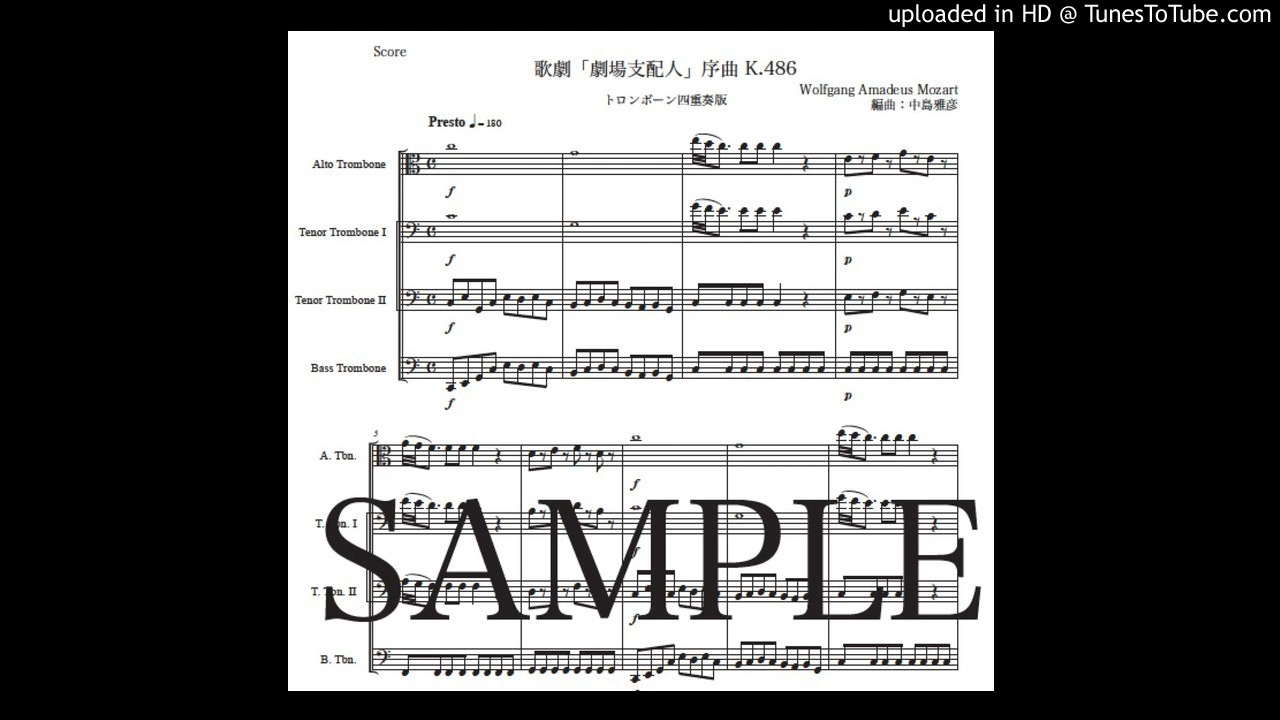 uploaded in HD @ TunesToTube.com
Score
歌劇「劇場支配人」序曲 K.486
Wolfgang Amadeus Mozart
トロンボーン四重奏版
編曲：中島雅彦
Presto ♩= 180
Alto Trombone
f
p
Tenor Trombone I
f
p
Tenor Trombone II
f
p
Bass Trombone
f
p
5
A. Tbn.
f
T. Tbn. I
f
T. Tbn. II
f
B. Tbn.
f
SAMPLE